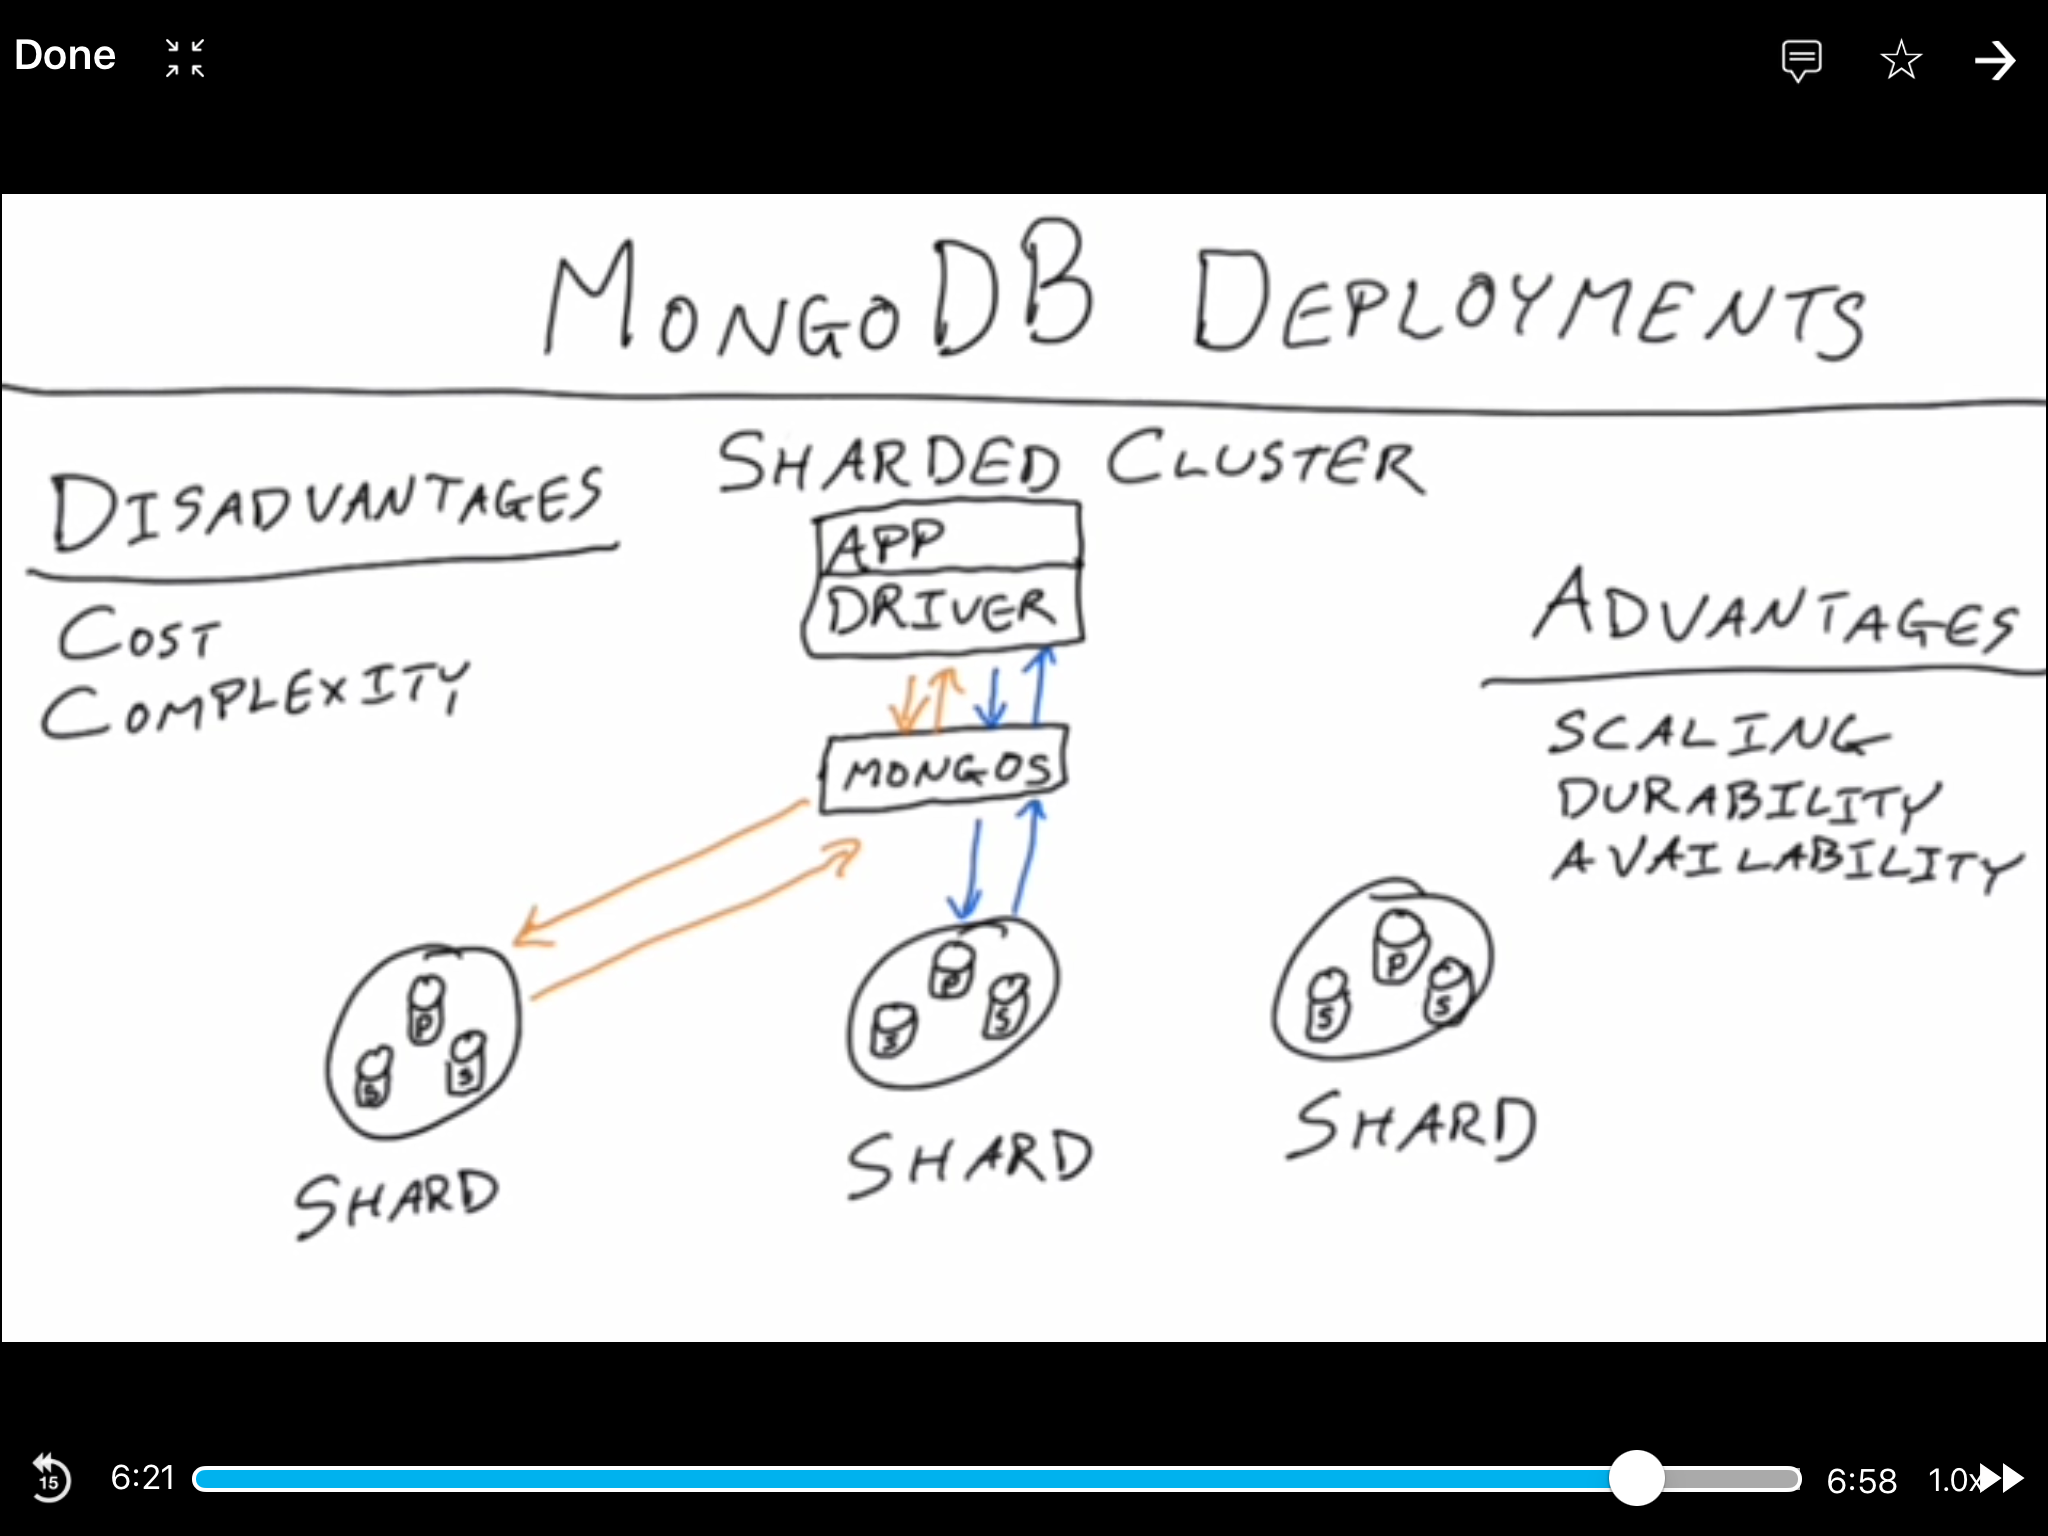 Done
MONGODB DEPLOYMENTS
SHARDED CLUSTER
DISADVANTAGES
COST
COMPLEXITY
APP
DRIVER
MONGOS
ADVANTAGES
SCALING
DURABILITY
AVAILABILITY
P
S
S
SHARD
P
S
S
SHARD
P
S
S
SHARD
15
6:21
6:58
1.0x